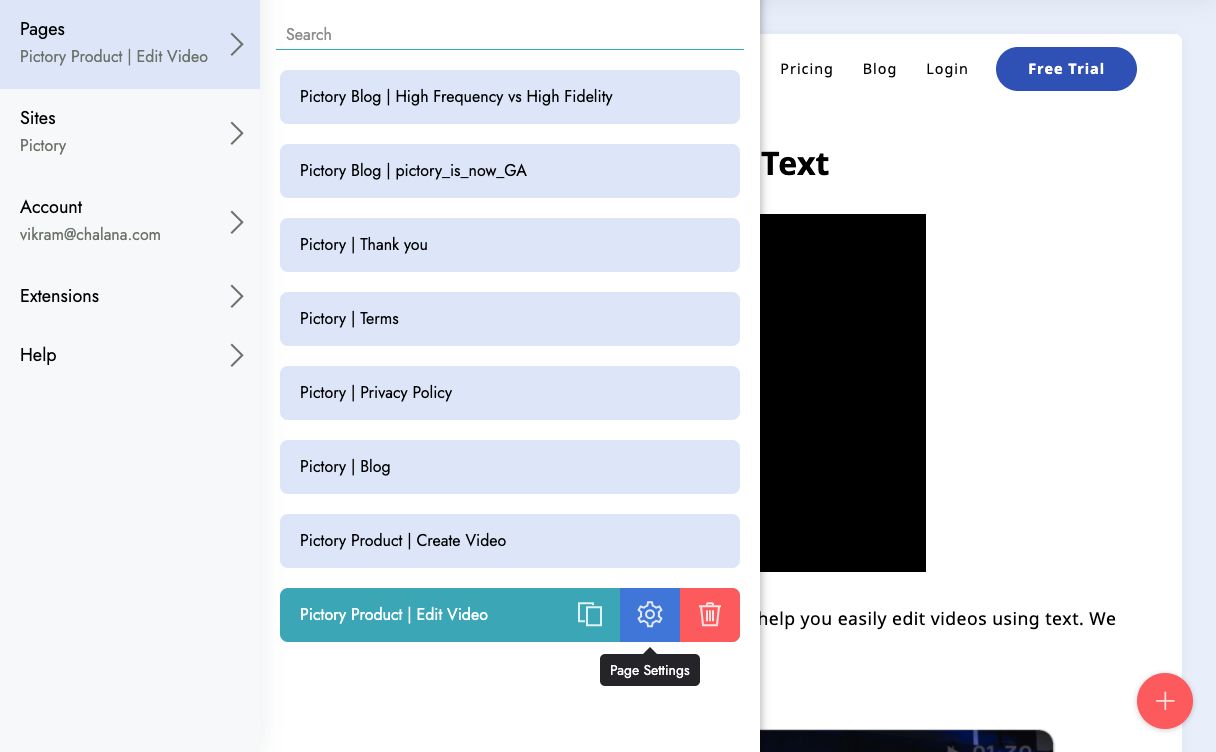 Pages
Pictory Product | Edit Video
Sites
Pictory
Account
vikram@chalana.com
Extensions
Help
Search
Pictory Blog | High Frequency vs High Fidelity
Pictory Blog | pictory_is_now_GA
Pictory | Thank you
Pictory | Terms
Pictory | Privacy Policy
Pictory | Blog
Pictory Product | Create Video
Pictory Product | Edit Video
Page Settings
Pricing Blog Login Free Trial
Text
help you easily edit videos using text. We